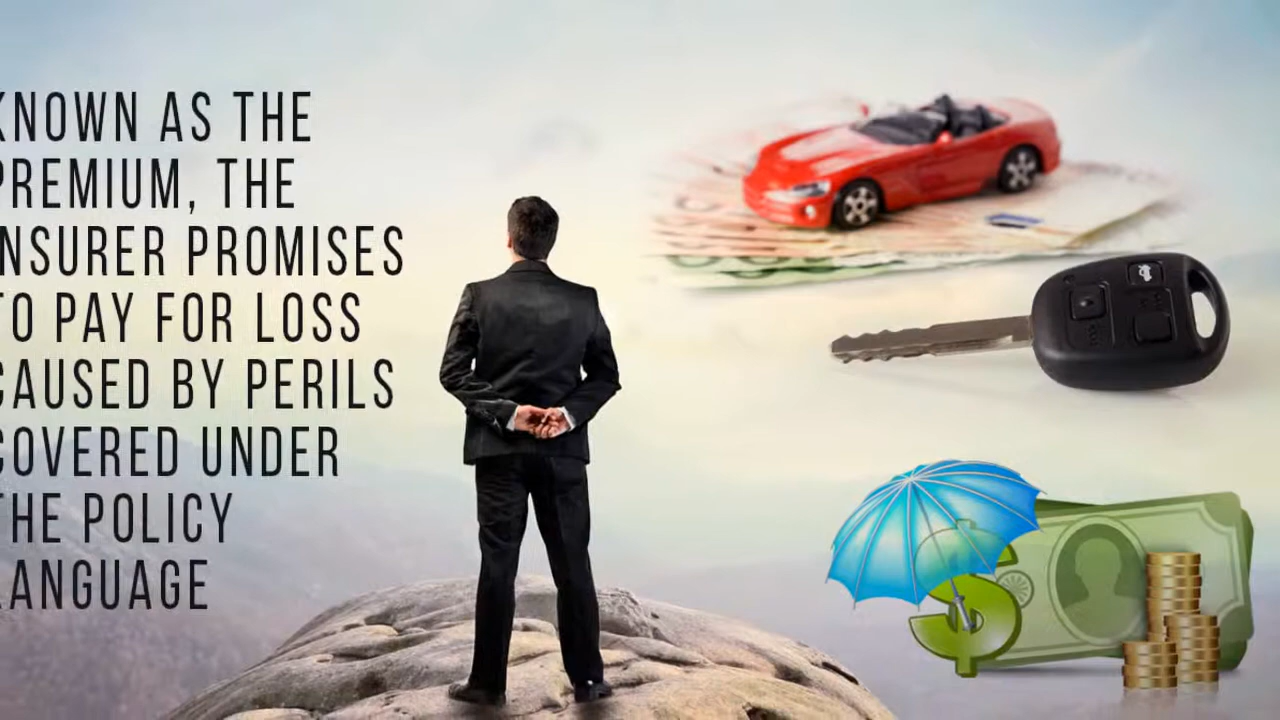 KNOWN AS THE
PREMIUM, THE
INSURER PROMISES
TO PAY FOR LOSS
CAUSED BY PERILS
COVERED UNDER
THE POLICY
LANGUAGE